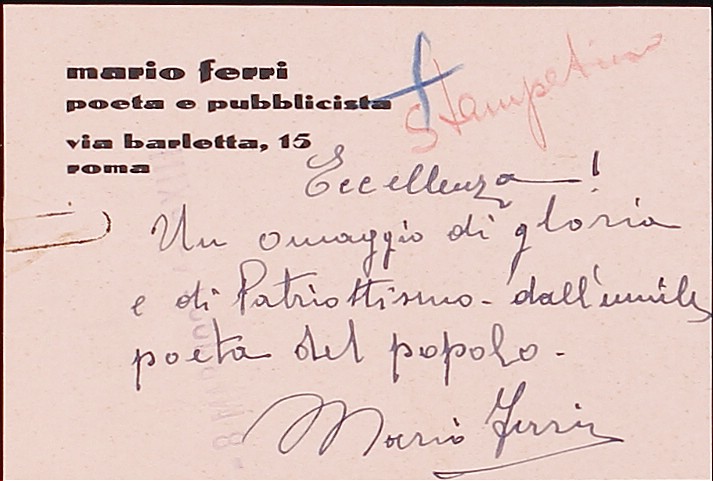 mario ferri
poeta e pubblicista
via barletta, 15
roma
Eccellenza!
Un omaggio di gloria
e di Patriottismo - dall'umile
poeta del popolo -
Mario Ferri